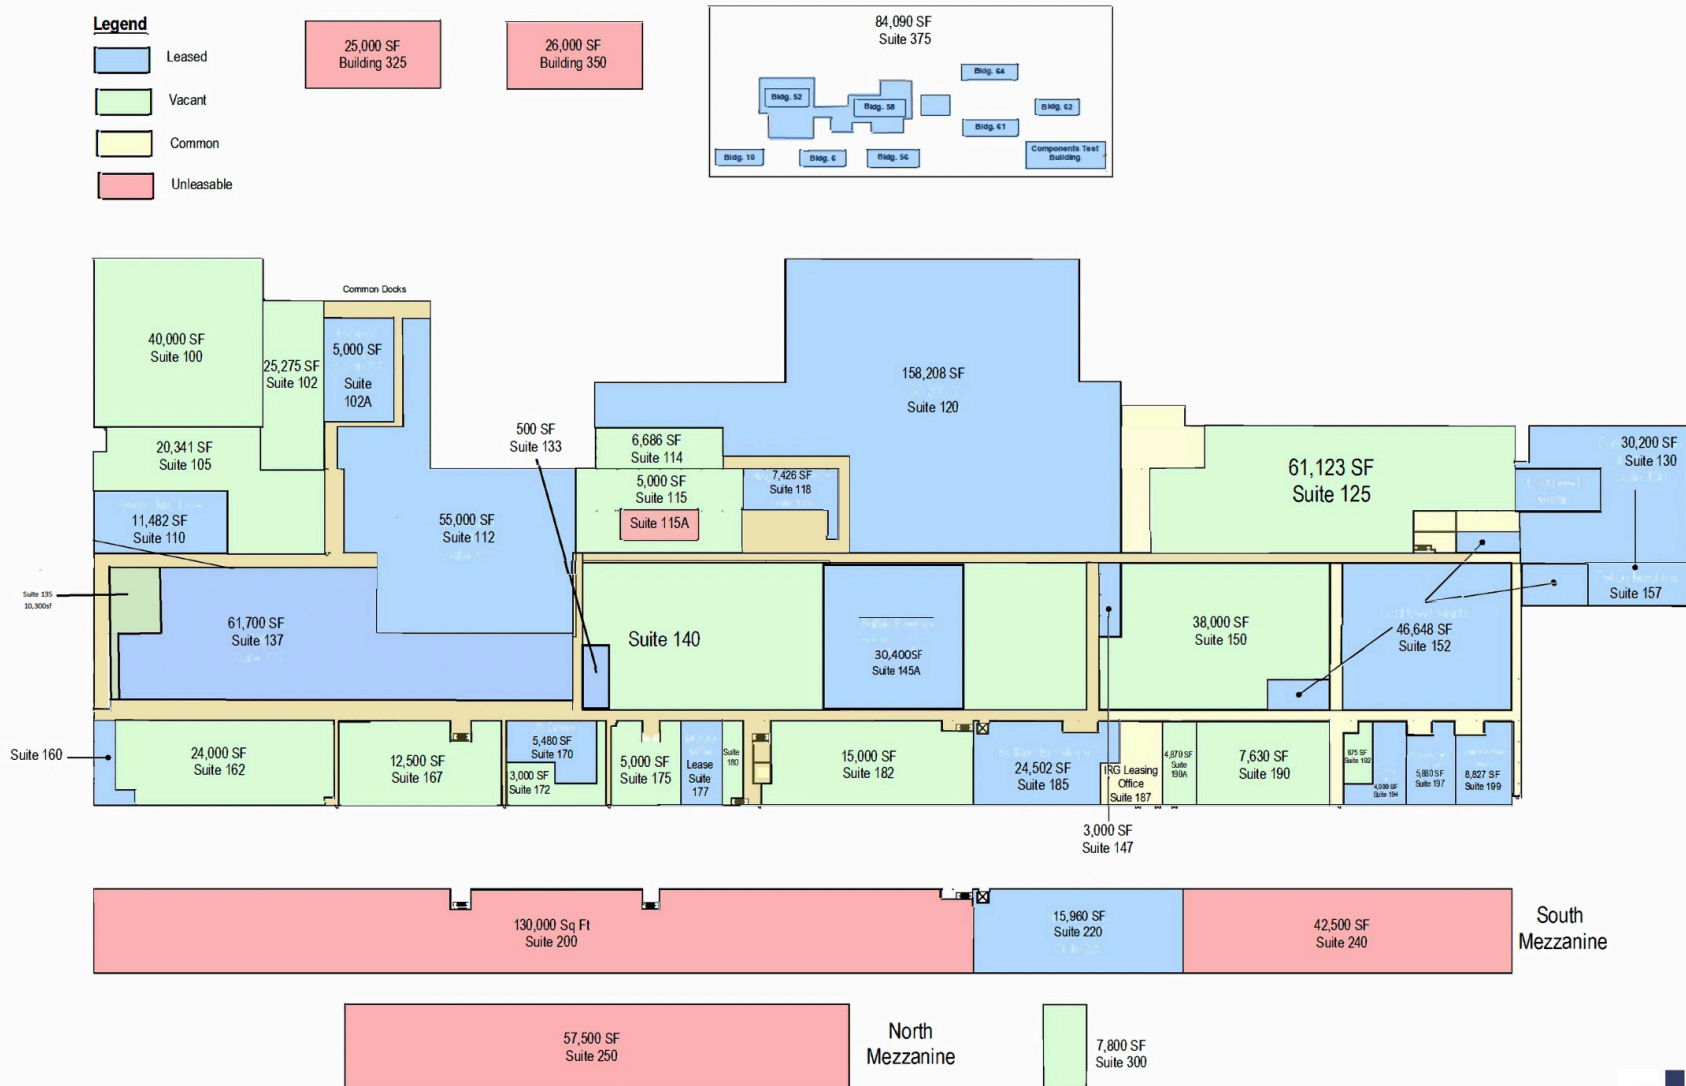 Legend
Leased
Vacant
Common
Unleasable
25,000 SF
Building 325
26,000 SF
Building 350
84,090 SF
Suite 375
Bldg. 64
Bldg. 52
Bldg. 58
Bldg. 62
Bldg. 61
Bldg. 10
Bldg. 6
Bldg. 56
Components Test
Building
Common Docks
40,000 SF
Suite 100
25,275 SF
Suite 102
5,000 SF
Suite
102A
158,208 SF
Suite 120
500 SF
Suite 133
20,341 SF
Suite 105
6,686 SF
Suite 114
5,000 SF
Suite 115
Suite 115A
7,426 SF
Suite 118
61,123 SF
Suite 125
30,200 SF
Suite 130
11,482 SF
Suite 110
55,000 SF
Suite 112
Suite 135
10,300sf
61,700 SF
Suite 137
Suite 140
30,400SF
Suite 145A
38,000 SF
Suite 150
46,648 SF
Suite 152
Suite 157
Suite 160
24,000 SF
Suite 162
12,500 SF
Suite 167
5,480 SF
Suite 170
3,000 SF
Suite 172
5,000 SF
Suite 175
Lease
Suite
177
Suite
180
15,000 SF
Suite 182
24,502 SF
Suite 185
IRG Leasing
Office
Suite 187
4,870 SF
Suite
190A
7,630 SF
Suite 190
875 SF
Suite 192
Suite 194
5,880 SF
Suite 197
8,827 SF
Suite 199
3,000 SF
Suite 147
130,000 Sq Ft
Suite 200
15,960 SF
Suite 220
42,500 SF
Suite 240
South
Mezzanine
57,500 SF
Suite 250
North
Mezzanine
7,800 SF
Suite 300